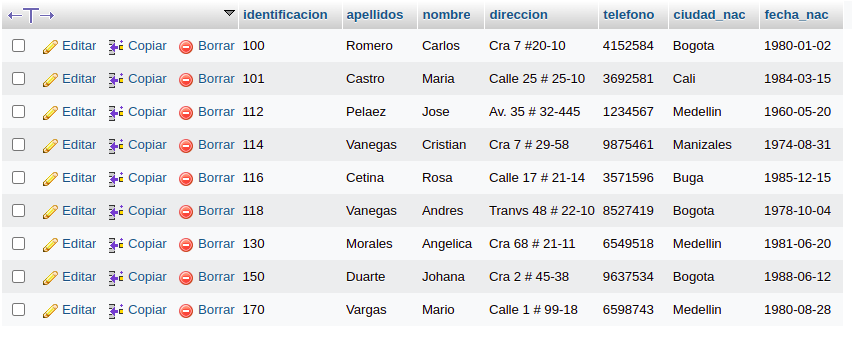 identificacion apellidos nombre direccion telefono ciudad_nac fecha_nac
Editar Copiar Borrar 100 Romero Carlos Cra 7 #20-10 4152584 Bogota 1980-01-02
Editar Copiar Borrar 101 Castro Maria Calle 25 # 25-10 3692581 Cali 1984-03-15
Editar Copiar Borrar 112 Pelaez Jose Av. 35 # 32-445 1234567 Medellin 1960-05-20
Editar Copiar Borrar 114 Vanegas Cristian Cra 7 # 29-58 9875461 Manizales 1974-08-31
Editar Copiar Borrar 116 Cetina Rosa Calle 17 # 21-14 3571596 Buga 1985-12-15
Editar Copiar Borrar 118 Vanegas Andres Tranvs 48 # 22-10 8527419 Bogota 1978-10-04
Editar Copiar Borrar 130 Morales Angelica Cra 68 # 21-11 6549518 Medellin 1981-06-20
Editar Copiar Borrar 150 Duarte Johana Cra 2 # 45-38 9637534 Bogota 1988-06-12
Editar Copiar Borrar 170 Vargas Mario Calle 1 # 99-18 6598743 Medellin 1980-08-28